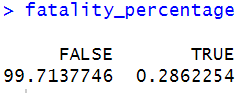 > fatality_percentage
FALSE TRUE
99.7137746 0.2862254